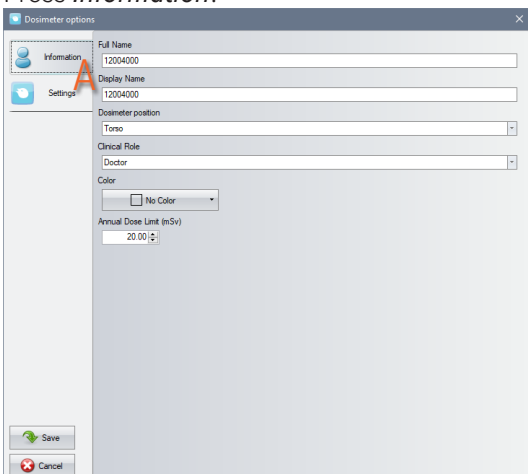 Press Information.
Dosimeter options
Information
A
Settings
Full Name
12004000
Display Name
12004000
Dosimeter position
Torso
Clinical Role
Doctor
Color
No Color
Annual Dose Limit (mSv)
20.00
Save
Cancel